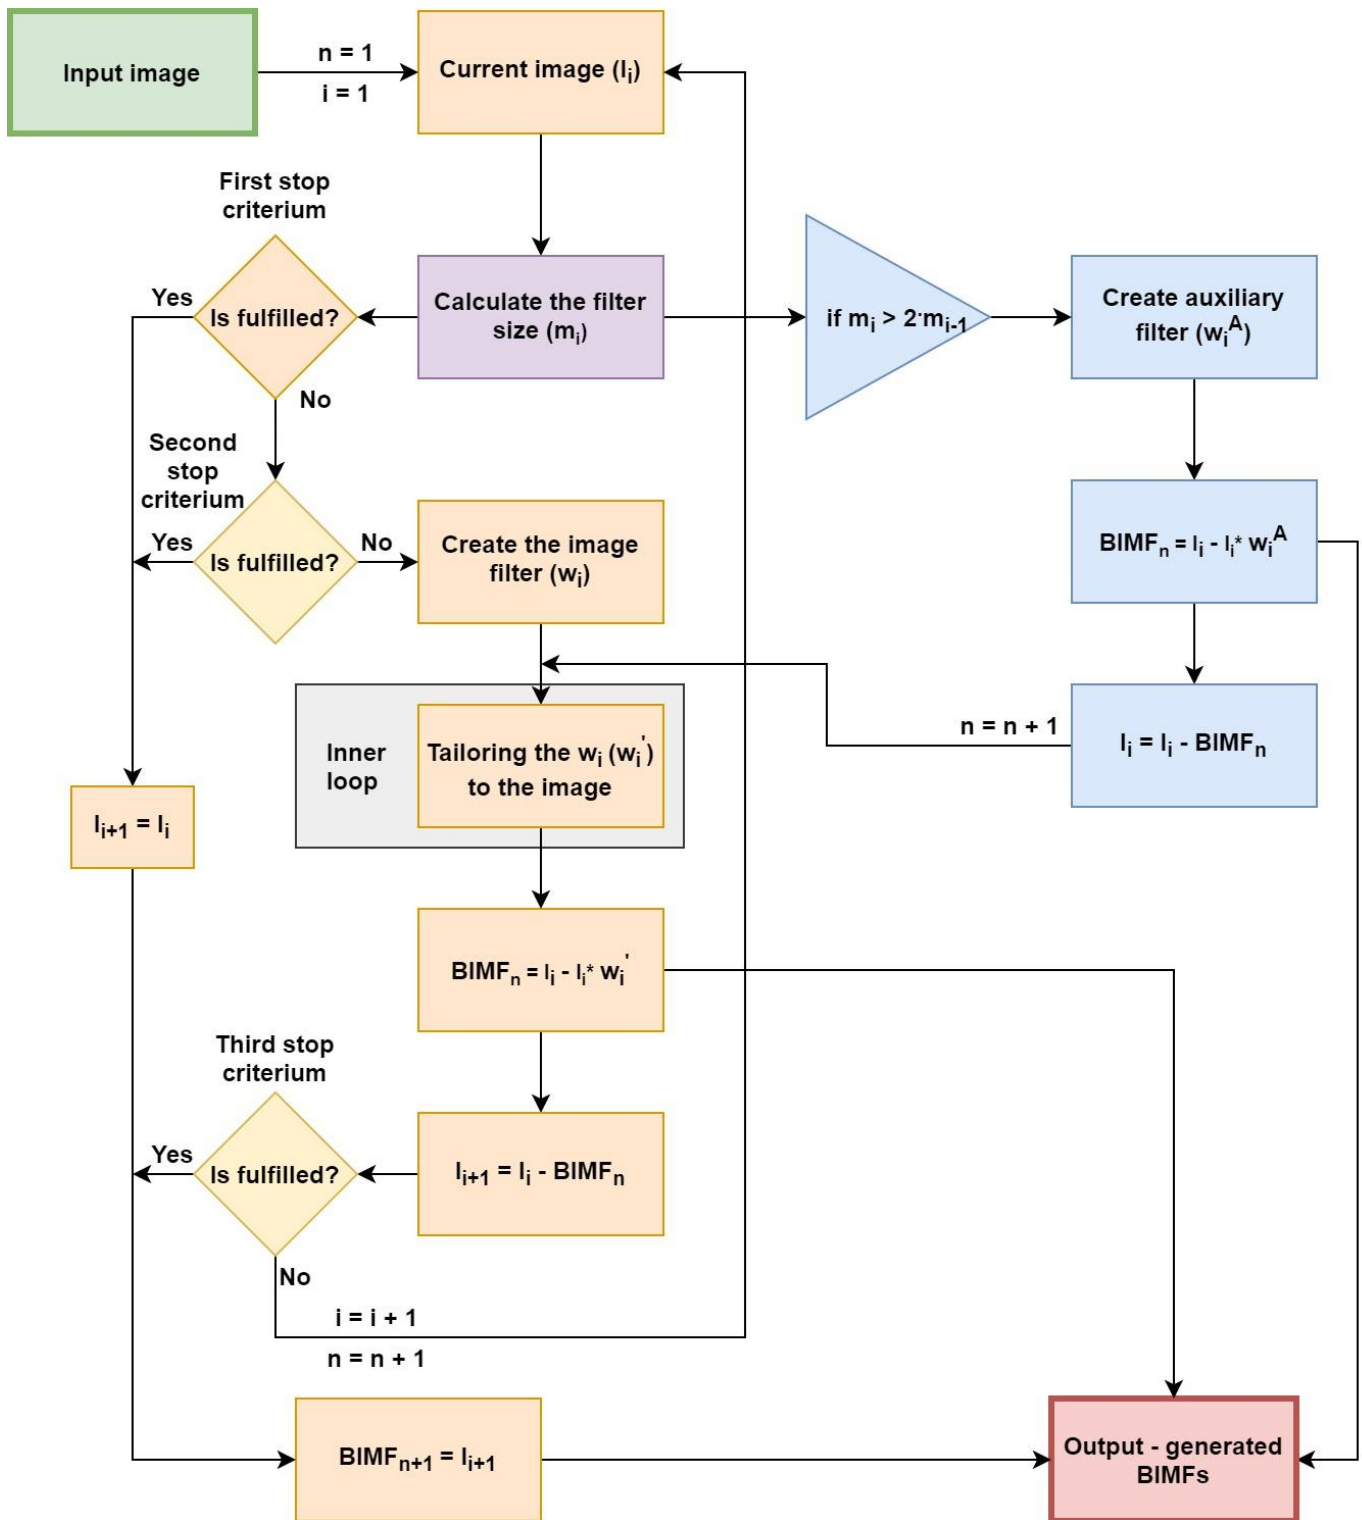 Input image
n = 1
i = 1
Current image (Iᵢ)
First stop
criterium
Yes
Is fulfilled?
No
Calculate the filter
size (mᵢ)
if mᵢ > 2·mᵢ₋₁
Create auxiliary
filter (wᵢᴬ)
Second
stop
criterium
Yes
Is fulfilled?
No
Create the image
filter (wᵢ)
BIMFₙ = Iᵢ - Iᵢ* wᵢᴬ
n = n + 1
Iᵢ = Iᵢ - BIMFₙ
Inner
loop
Tailoring the wᵢ (wᵢ')
to the image
Iᵢ₊₁ = Iᵢ
BIMFₙ = Iᵢ - Iᵢ* wᵢ'
Third stop
criterium
Yes
Is fulfilled?
Iᵢ₊₁ = Iᵢ - BIMFₙ
No
i = i + 1
n = n + 1
BIMFₙ₊₁ = Iᵢ₊₁
Output - generated
BIMFs